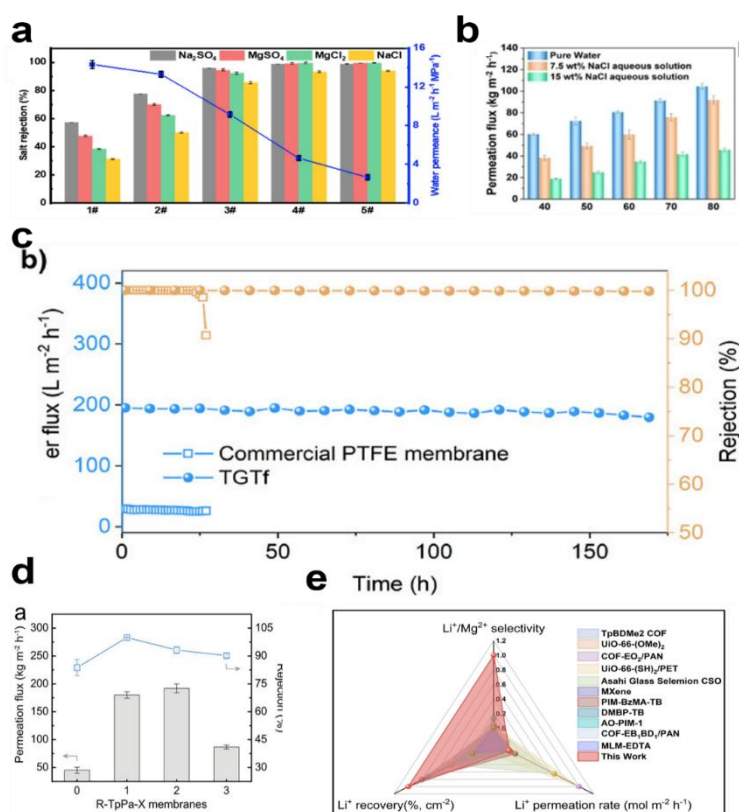 a
Na₂SO₄ MgSO₄ MgCl₂ NaCl
Salt rejection (%)
100
80
60
40
20
0
1# 2# 3# 4# 5#
Water permeance (L m⁻² h⁻¹ MPa⁻¹)
16
12
8
4
0
b
Permeation flux (kg m⁻² h⁻¹)
140
120
100
80
60
40
20
0
Pure Water
7.5 wt% NaCl aqueous solution
15 wt% NaCl aqueous solution
40 50 60 70 80
c
b)
er flux (L m⁻² h⁻¹)
400
300
200
100
0
Commercial PTFE membrane
TGTf
Rejection (%)
100
90
75
60
50
0 50 100 150
Time (h)
d
a
Permeation flux (kg m⁻² h⁻¹)
300
250
200
150
100
50
Rejection (%)
105
90
75
60
45
30
0 1 2 3
R-TpPa-X membranes
e
Li⁺/Mg²⁺ selectivity
1.2
1.0
0.8
0.6
0.4
0.2
TpBDMe2 COF
UiO-66-(OMe)₂
COF-EO₂/PAN
UiO-66-(SH)₂/PET
Asahi Glass Selemion CSO
MXene
PIM-BzMA-TB
DMBP-TB
AO-PIM-1
COF-EB₁BD₁/PAN
MLM-EDTA
This Work
Li⁺ recovery(%, cm⁻²)
Li⁺ permeation rate (mol m⁻² h⁻¹)